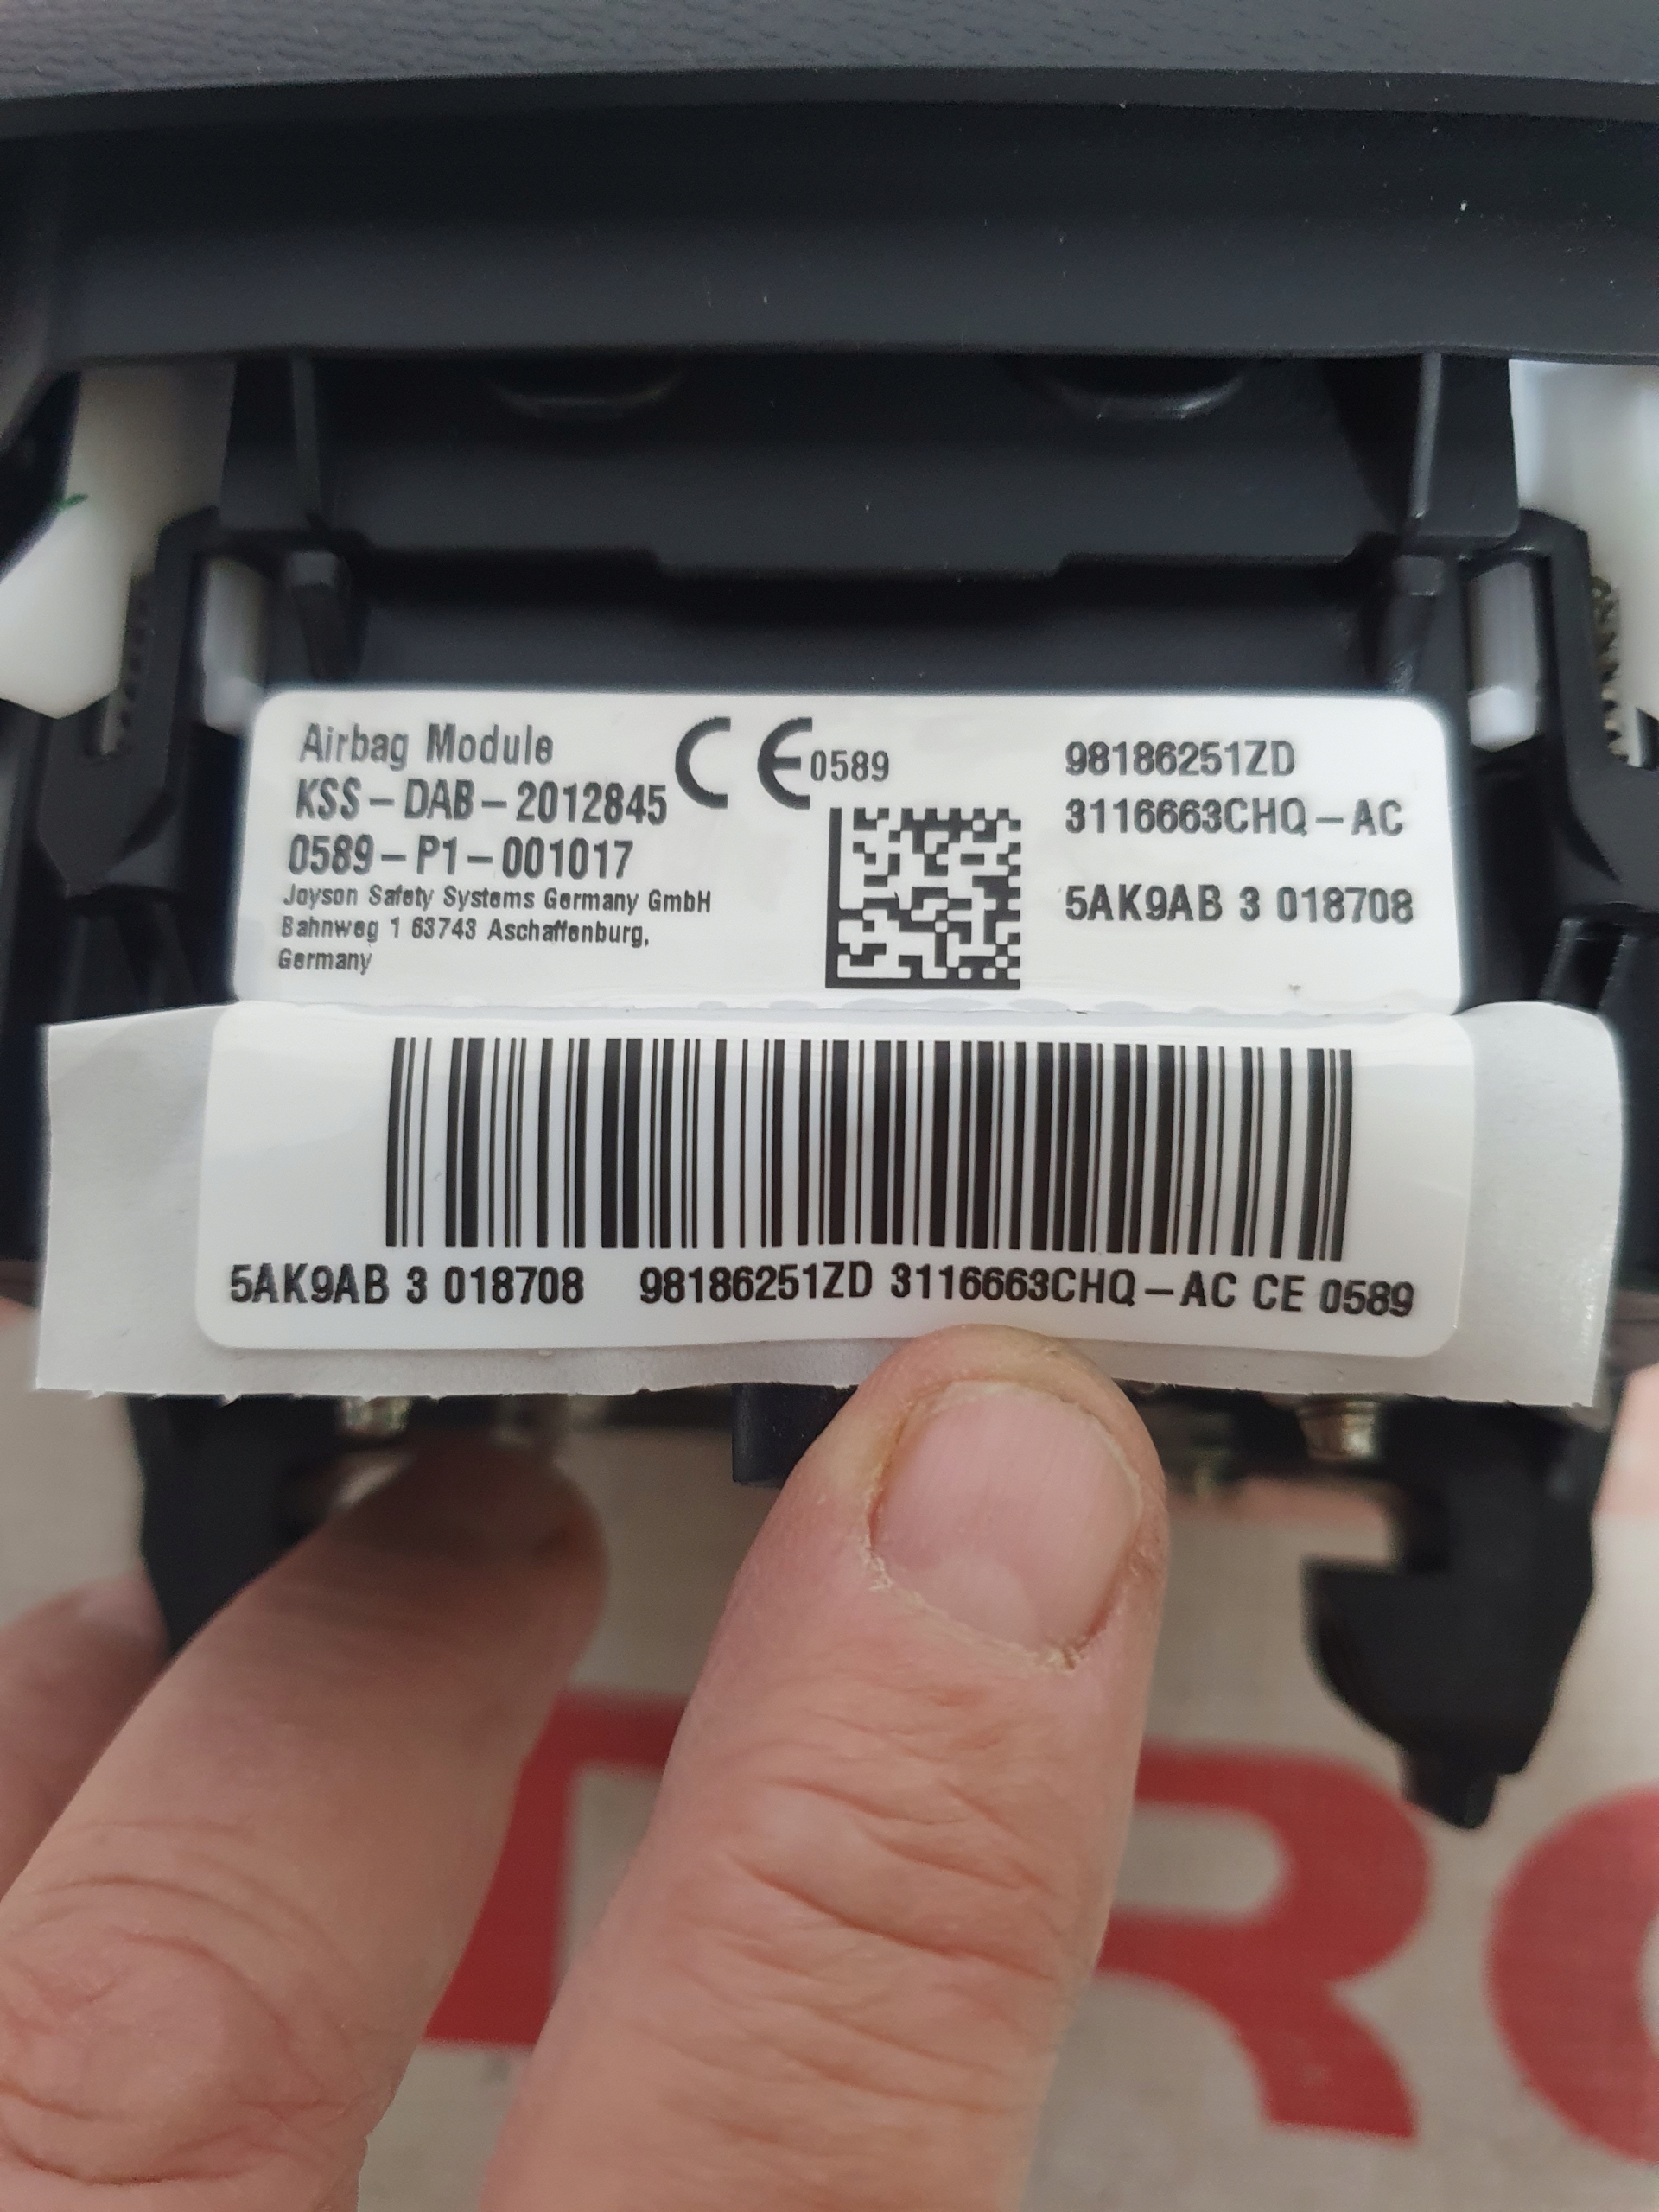 Airbag Module
KSS-DAB-2012845
0589-P1-001017
Joyson Safety Systems Germany GmbH
Bahnweg 1 63743 Aschaffenburg,
Germany
CE 0589
98186251ZD
3116663CHQ-AC
5AK9AB 3 018708
5AK9AB 3 018708 98186251ZD 3116663CHQ-AC CE 0589